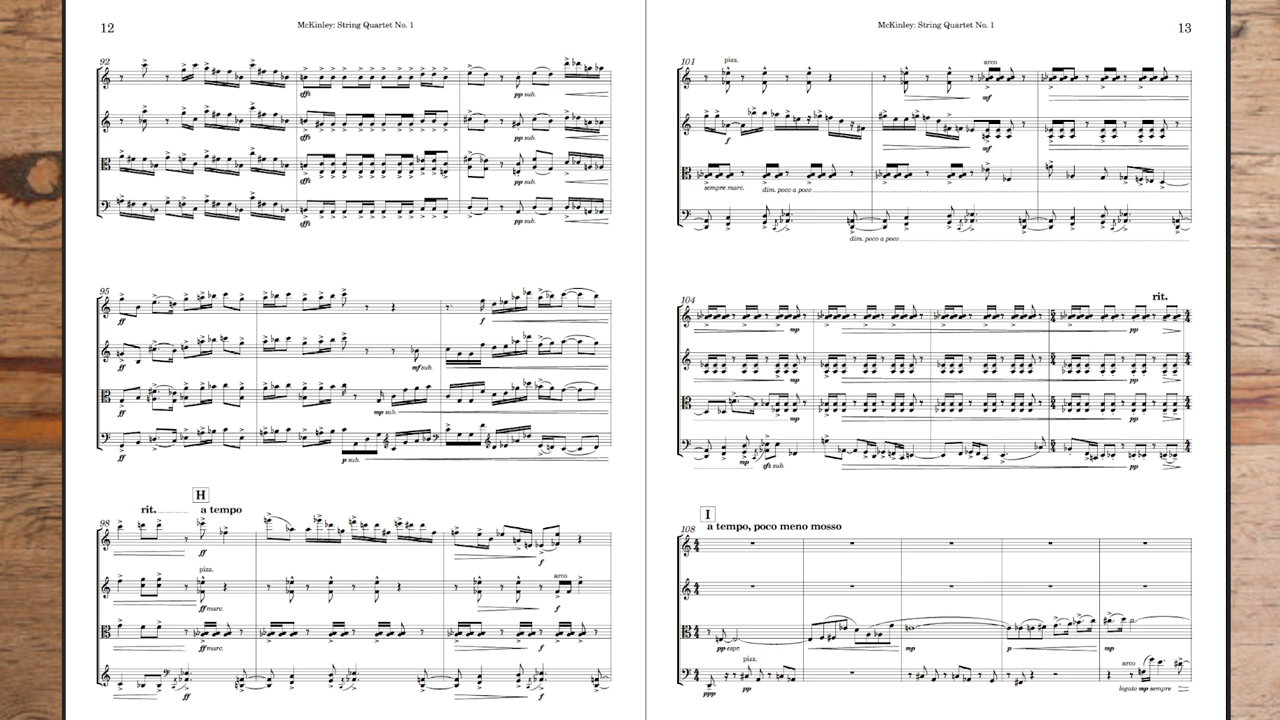 12
McKinley: String Quartet No. 1
92
sffz
pp sub.
sffz
pp sub.
sffz
pp sub.
sffz
pp sub.
95
ff
f
ff
mf sub.
ff
mp sub.
ff
p sub.
98
rit.
H
a tempo
ff
f
pizz.
arco
ff marc.
f
ff marc.
ff
f
McKinley: String Quartet No. 1
13
101
pizz.
arco
mf
f
mf
sempre marc.
dim. poco a poco
dim. poco a poco
104
rit.
mp
pp
mp
pp
mp
pp
mp
sfz sub.
pp
108
I
a tempo, poco meno mosso
pp espr.
mp
p
mp
pizz.
arco
ppp
pp
legato mp sempre